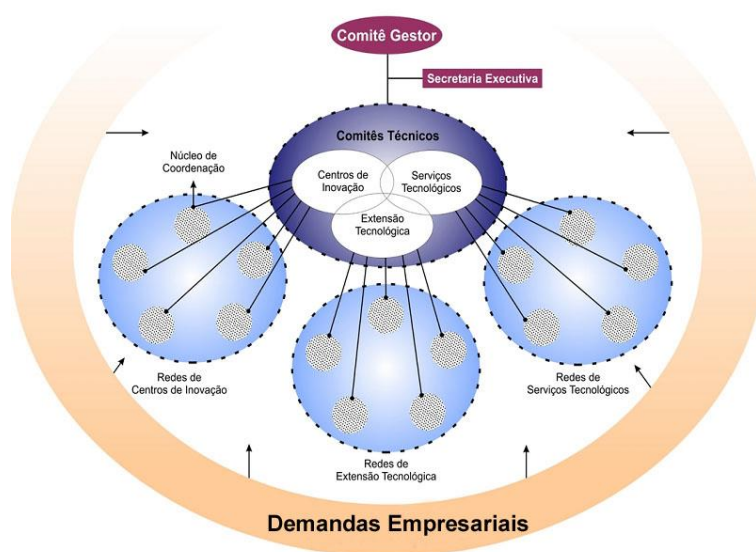 Comitê Gestor
Secretaria Executiva
Comitês Técnicos
Núcleo de
Coordenação
Centros de
Inovação
Serviços
Tecnológicos
Extensão
Tecnológica
Redes de
Centros de Inovação
Redes de
Serviços Tecnológicos
Redes de
Extensão Tecnológica
Demandas Empresariais